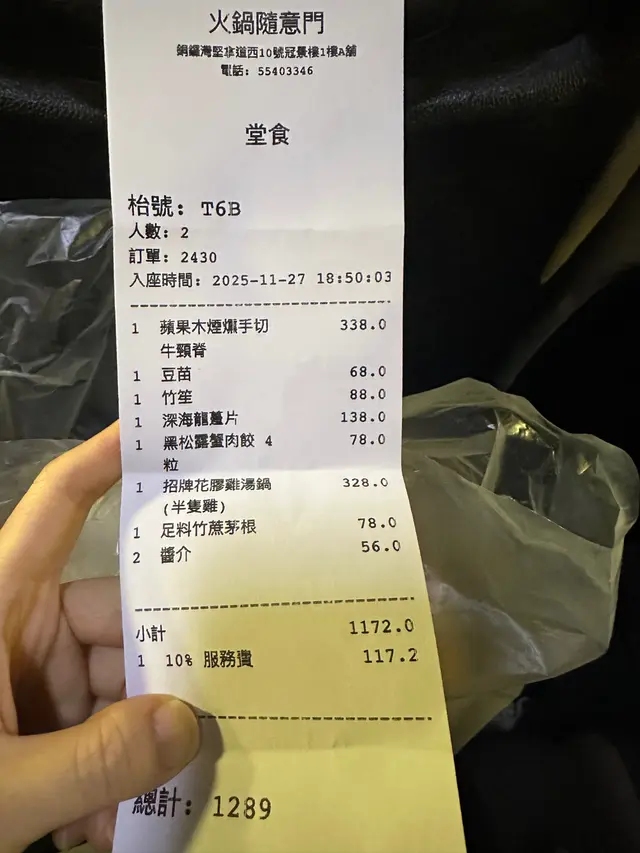 火鍋隨意門
銅鑼灣堅拿道西10號冠景樓1樓A舖
電話: 55403346
堂食
枱號: T6B
人數: 2
訂單: 2430
入座時間: 2025-11-27 18:50:03
1 蘋果木煙燻手切 338.0
牛頸脊
1 豆苗 68.0
1 竹笙 88.0
1 深海龍躉片 138.0
1 黑松露蟹肉餃 4 78.0
粒
1 招牌花膠雞湯鍋 328.0
(半隻雞)
1 足料竹蔗茅根 78.0
2 醬介 56.0
小計 1172.0
1 10% 服務費 117.2
總計: 1289